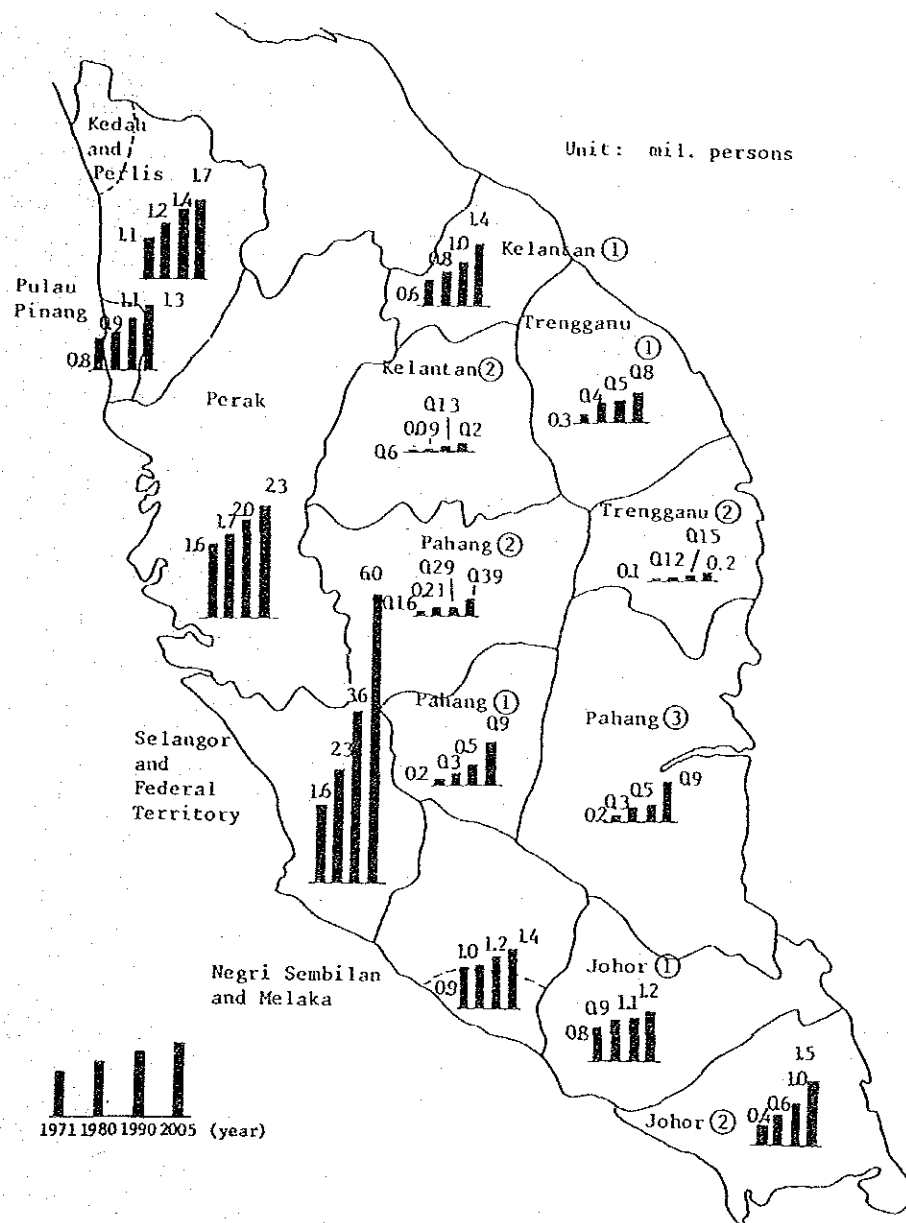 Kedah
and
Perlis
1.1 1.2 1.4 1.7
Unit: mil. persons
Pulau
Pinang
0.8 0.9 1.1 1.3
0.6 0.8 1.0 1.4
Kelantan ①
Trengganu
①
0.3 0.4 0.5 0.8
Kelantan ②
0.6 0.09 0.13 0.2
Perak
1.6 1.7 2.0 2.3
Trengganu ②
0.1 0.12 0.15 0.2
Pahang ②
0.16 0.21 0.29 0.39
Pahang ①
0.2 0.3 0.5 0.9
Pahang ③
0.2 0.3 0.5 0.9
Selangor
and
Federal
Territory
1.6 2.3 3.6 6.0
Negri Sembilan
and Melaka
0.9 1.0 1.2 1.4
Johor ①
0.8 0.9 1.1 1.2
Johor ②
0.4 0.6 1.0 1.5
1971 1980 1990 2005 (year)